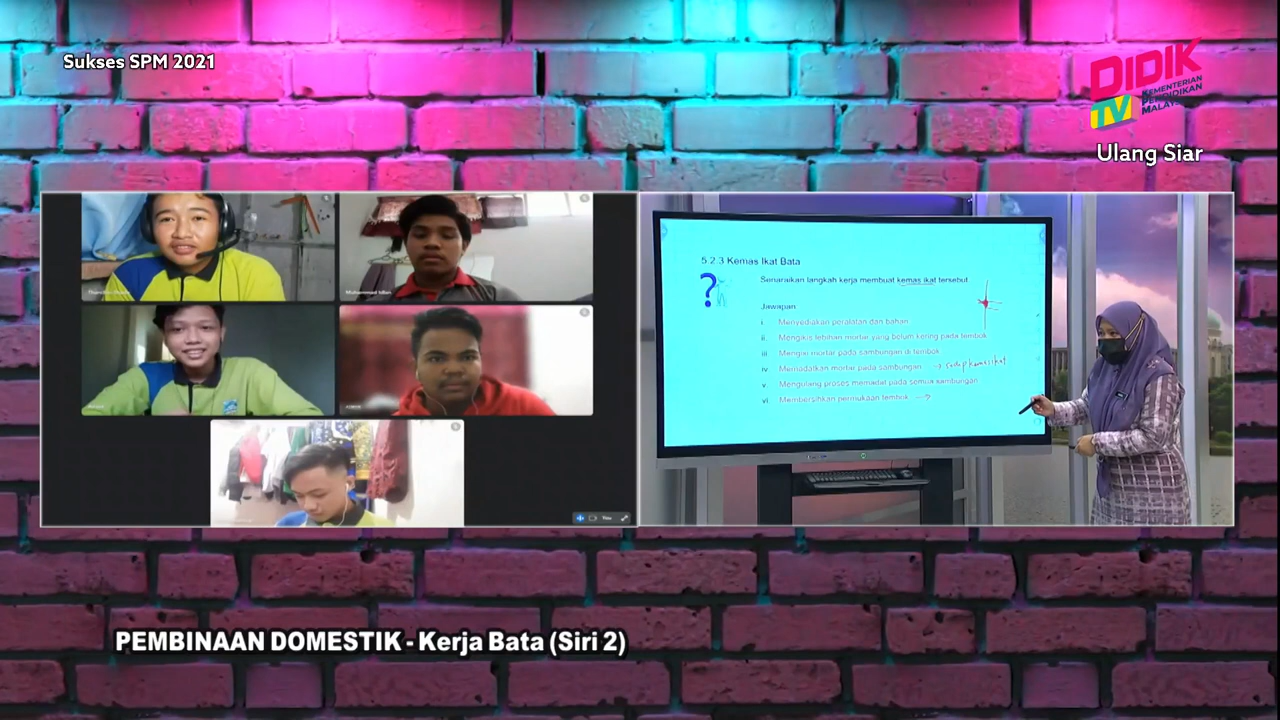 Sukses SPM 2021
DIDIK
TV
KEMENTERIAN
PENDIDIKAN
MALAYSIA
Ulang Siar
5.2.3 Kemas Ikat Bata
?
Senaraikan langkah kerja membuat kemas ikat tersebut
Jawapan:
i. Menyediakan peralatan dan bahan
ii. Mengikis lebihan mortar yang belum kering pada tembok
iii Mengisi mortar pada sambungan di tembok
iv Memadatkan mortar pada sambungan
v. Mengulang proses memadat pada semua sambungan
vi Membersihkan permukaan tembok
PEMBINAAN DOMESTIK - Kerja Bata (Siri 2)